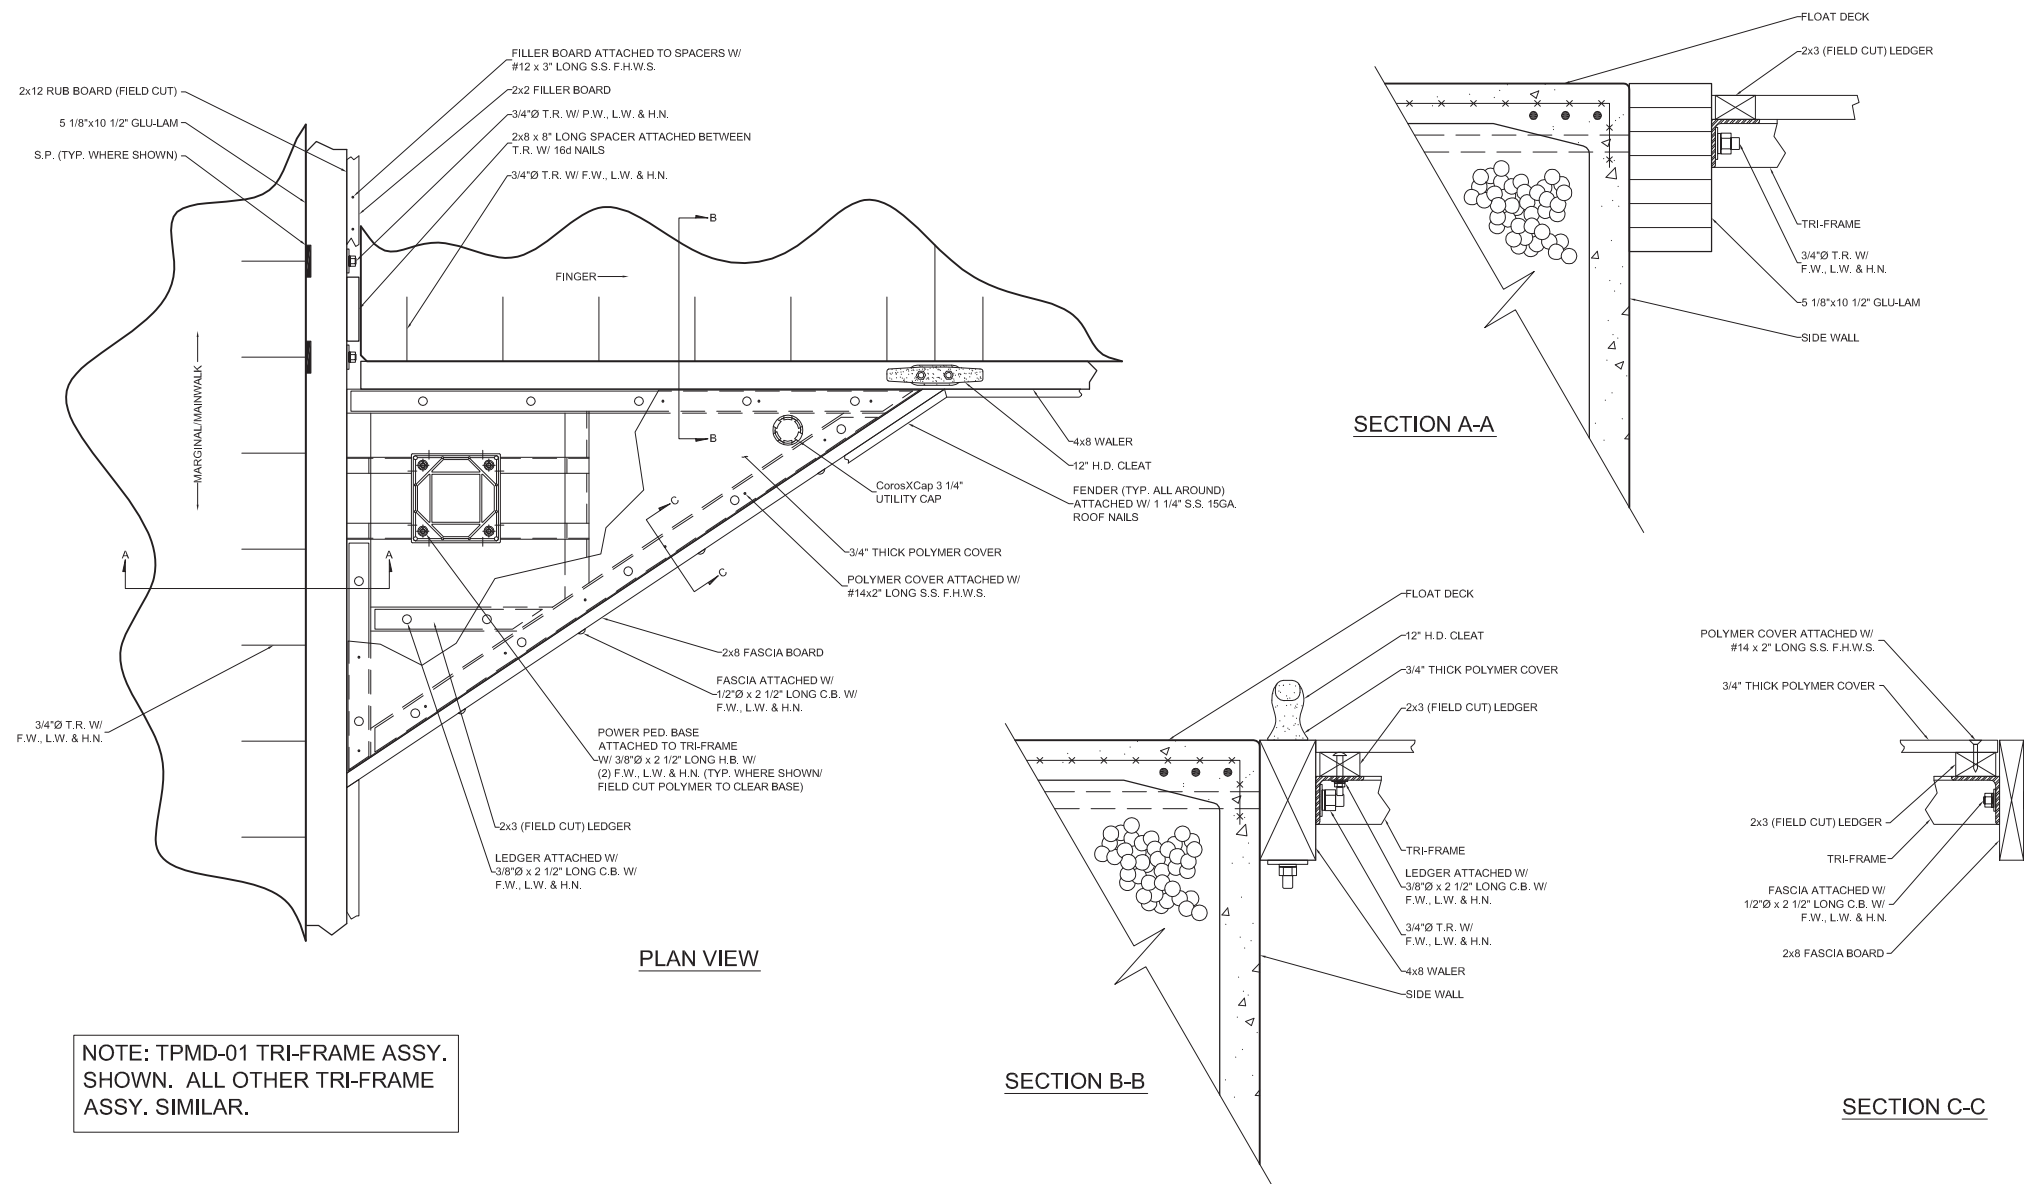 FILLER BOARD ATTACHED TO SPACERS W/
#12 x 3" LONG S.S. F.H.W.S.
2x12 RUB BOARD (FIELD CUT)
2x2 FILLER BOARD
5 1/8"x10 1/2" GLU-LAM
3/4"Ø T.R. W/ P.W., L.W. & H.N.
2x8 x 8" LONG SPACER ATTACHED BETWEEN
T.R. W/ 16d NAILS
S.P. (TYP. WHERE SHOWN)
3/4"Ø T.R. W/ F.W., L.W. & H.N.
B
FINGER
MARGINAL/MAINWALK
B
4x8 WALER
12" H.D. CLEAT
CorosXCap 3 1/4"
UTILITY CAP
FENDER (TYP. ALL AROUND)
ATTACHED W/ 1 1/4" S.S. 15GA.
ROOF NAILS
C
C
A
A
3/4" THICK POLYMER COVER
POLYMER COVER ATTACHED W/
#14x2" LONG S.S. F.H.W.S.
2x8 FASCIA BOARD
FASCIA ATTACHED W/
1/2"Ø x 2 1/2" LONG C.B. W/
F.W., L.W. & H.N.
3/4"Ø T.R. W/
F.W., L.W. & H.N.
POWER PED. BASE
ATTACHED TO TRI-FRAME
W/ 3/8"Ø x 2 1/2" LONG H.B. W/
(2) F.W., L.W. & H.N. (TYP. WHERE SHOWN/
FIELD CUT POLYMER TO CLEAR BASE)
2x3 (FIELD CUT) LEDGER
LEDGER ATTACHED W/
3/8"Ø x 2 1/2" LONG C.B. W/
F.W., L.W. & H.N.
PLAN VIEW
NOTE: TPMD-01 TRI-FRAME ASSY.
SHOWN. ALL OTHER TRI-FRAME
ASSY. SIMILAR.
FLOAT DECK
2x3 (FIELD CUT) LEDGER
TRI-FRAME
3/4"Ø T.R. W/
F.W., L.W. & H.N.
5 1/8"x10 1/2" GLU-LAM
SIDE WALL
SECTION A-A
FLOAT DECK
12" H.D. CLEAT
3/4" THICK POLYMER COVER
2x3 (FIELD CUT) LEDGER
TRI-FRAME
LEDGER ATTACHED W/
3/8"Ø x 2 1/2" LONG C.B. W/
F.W., L.W. & H.N.
3/4"Ø T.R. W/
F.W., L.W. & H.N.
4x8 WALER
SIDE WALL
SECTION B-B
POLYMER COVER ATTACHED W/
#14 x 2" LONG S.S. F.H.W.S.
3/4" THICK POLYMER COVER
2x3 (FIELD CUT) LEDGER
TRI-FRAME
FASCIA ATTACHED W/
1/2"Ø x 2 1/2" LONG C.B. W/
F.W., L.W. & H.N.
2x8 FASCIA BOARD
SECTION C-C